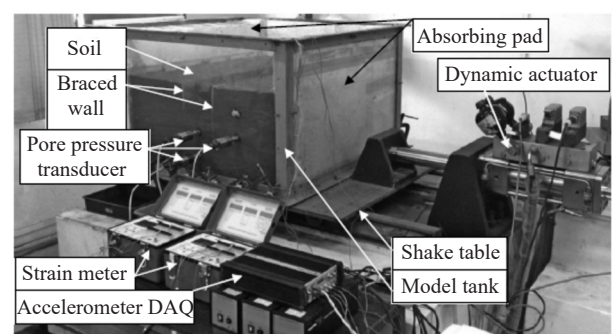 Soil
Braced
wall
Pore pressure
transducer
Strain meter
Accelerometer DAQ
Absorbing pad
Dynamic actuator
Shake table
Model tank